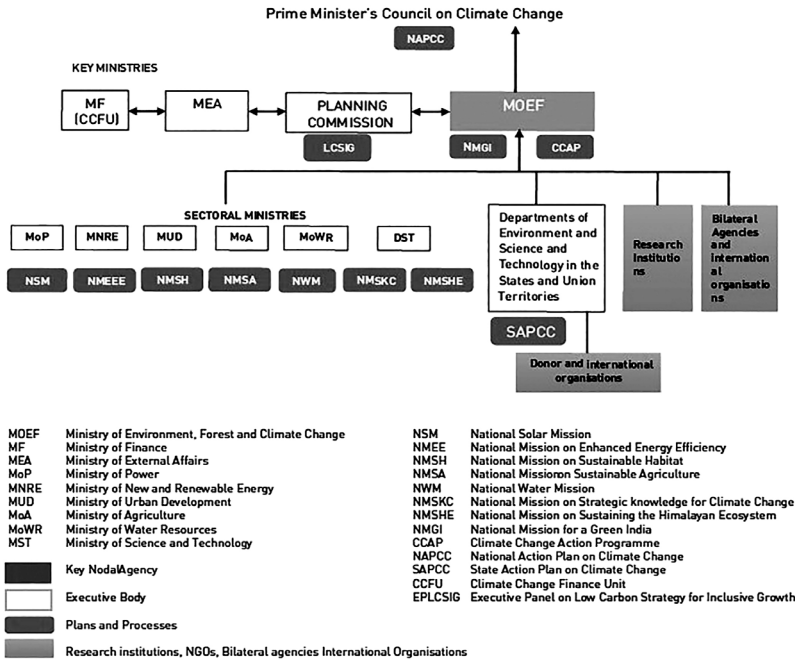 Prime Minister's Council on Climate Change
NAPCC
KEY MINISTRIES
MF
(CCFU)
MEA
PLANNING
COMMISSION
MOEF
LCSIG
NMGI
CCAP
SECTORAL MINISTRIES
MoP
MNRE
MUD
MoA
MoWR
DST
NSM
NMEEE
NMSH
NMSA
NWM
NMSKC
NMSHE
Departments of
Environment and
Science and
Technology in the
States and Union
Territories
SAPCC
Research
Institutio
ns
Bilateral
Agencies
and
Internation
al
organisatio
ns
Donor and International
organisations
MOEF Ministry of Environment, Forest and Climate Change
MF Ministry of Finance
MEA Ministry of External Affairs
MoP Ministry of Power
MNRE Ministry of New and Renewable Energy
MUD Ministry of Urban Development
MoA Ministry of Agriculture
MoWR Ministry of Water Resources
MST Ministry of Science and Technology
Key NodalAgency
Executive Body
Plans and Processes
Research institutions, NGOs, Bilateral agencies International Organisations
NSM National Solar Mission
NMEE National Mission on Enhanced Energy Efficiency
NMSH National Mission on Sustainable Habitat
NMSA National Missionon Sustainable Agriculture
NWM National Water Mission
NMSKC National Mission on Strategic knowledge for Climate Change
NMSHE National Mission on Sustaining the Himalayan Ecosystem
NMGI National Mission for a Green India
CCAP Climate Change Action Programme
NAPCC National Action Plan on Climate Change
SAPCC State Action Plan on Climate Change
CCFU Climate Change Finance Unit
EPLCSIG Executive Panel on Low Carbon Strategy for Inclusive Growth